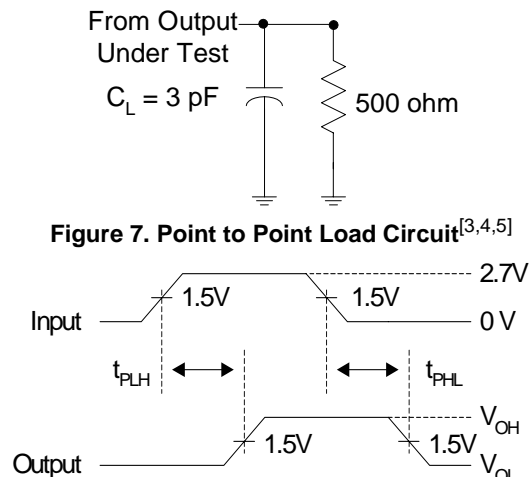 From Output
Under Test
C_L = 3 pF
500 ohm
Figure 7. Point to Point Load Circuit[3,4,5]
2.7V
1.5V 1.5V
Input 0 V
t_PLH t_PHL
V_OH
1.5V 1.5V
Output V_OL